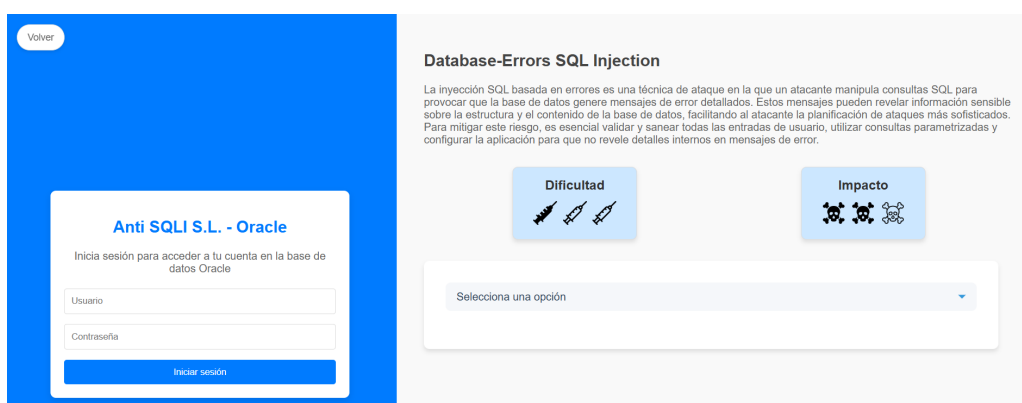 Volver
Anti SQLI S.L. - Oracle
Inicia sesión para acceder a tu cuenta en la base de
datos Oracle
Usuario
Contraseña
Iniciar sesión
Database-Errors SQL Injection
La inyección SQL basada en errores es una técnica de ataque en la que un atacante manipula consultas SQL para
provocar que la base de datos genere mensajes de error detallados. Estos mensajes pueden revelar información sensible
sobre la estructura y el contenido de la base de datos, facilitando al atacante la planificación de ataques más sofisticados.
Para mitigar este riesgo, es esencial validar y sanear todas las entradas de usuario, utilizar consultas parametrizadas y
configurar la aplicación para que no revele detalles internos en mensajes de error.
Dificultad
Impacto
Selecciona una opción